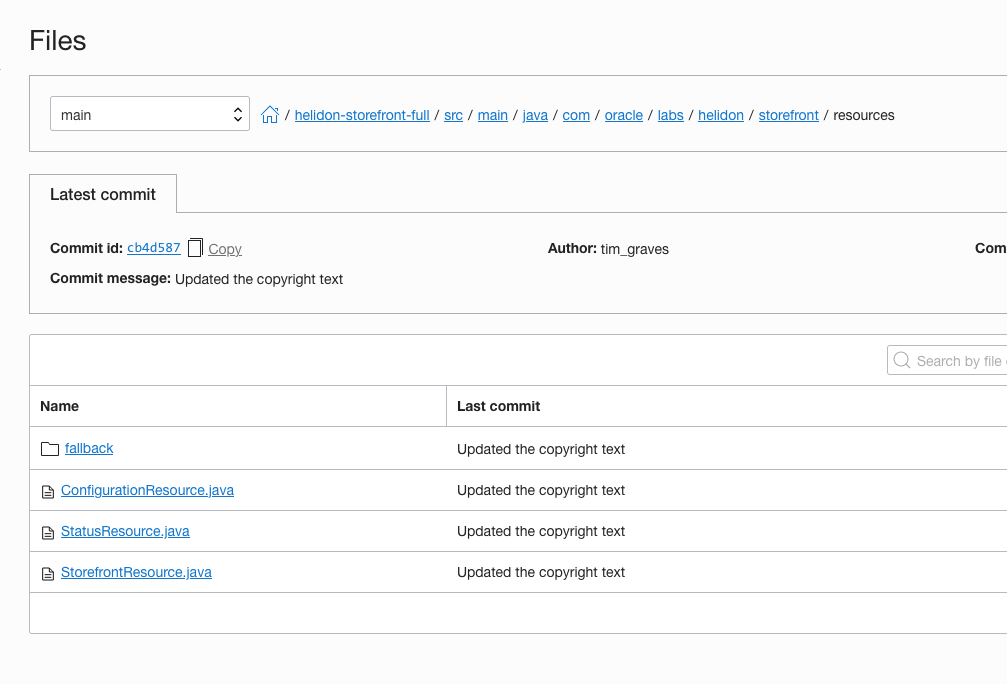 Files
main / helidon-storefront-full / src / main / java / com / oracle / labs / helidon / storefront / resources
Latest commit
Commit id: cb4d587 Copy Author: tim_graves Com
Commit message: Updated the copyright text
Search by file
Name Last commit
fallback Updated the copyright text
ConfigurationResource.java Updated the copyright text
StatusResource.java Updated the copyright text
StorefrontResource.java Updated the copyright text